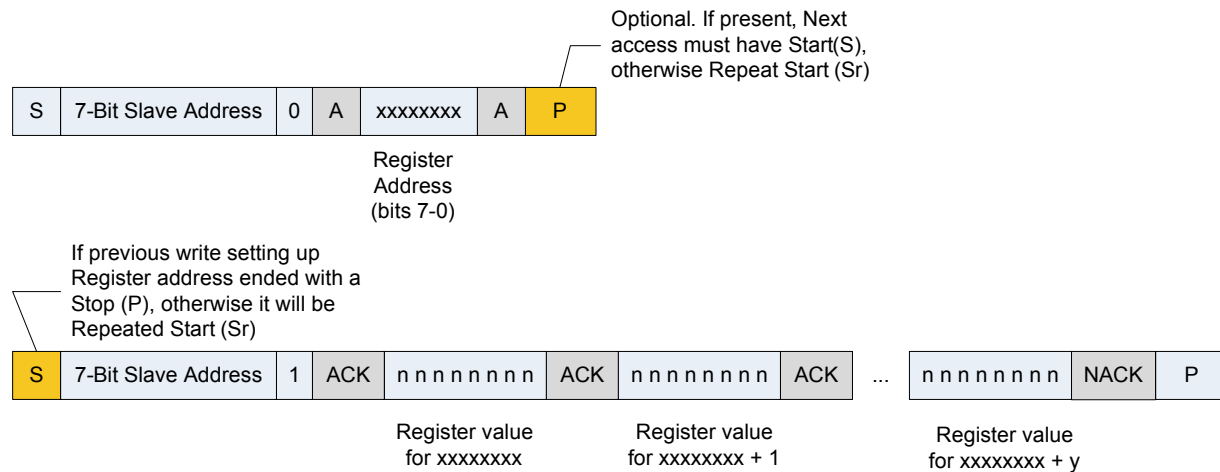 Optional. If present, Next
access must have Start(S),
otherwise Repeat Start (Sr)
S 7-Bit Slave Address 0 A xxxxxxxx A P
Register
Address
(bits 7-0)
If previous write setting up
Register address ended with a
Stop (P), otherwise it will be
Repeated Start (Sr)
S 7-Bit Slave Address 1 ACK n n n n n n n n ACK n n n n n n n n ACK ... n n n n n n n n NACK P
Register value
for xxxxxxxx
Register value
for xxxxxxxx + 1
Register value
for xxxxxxxx + y